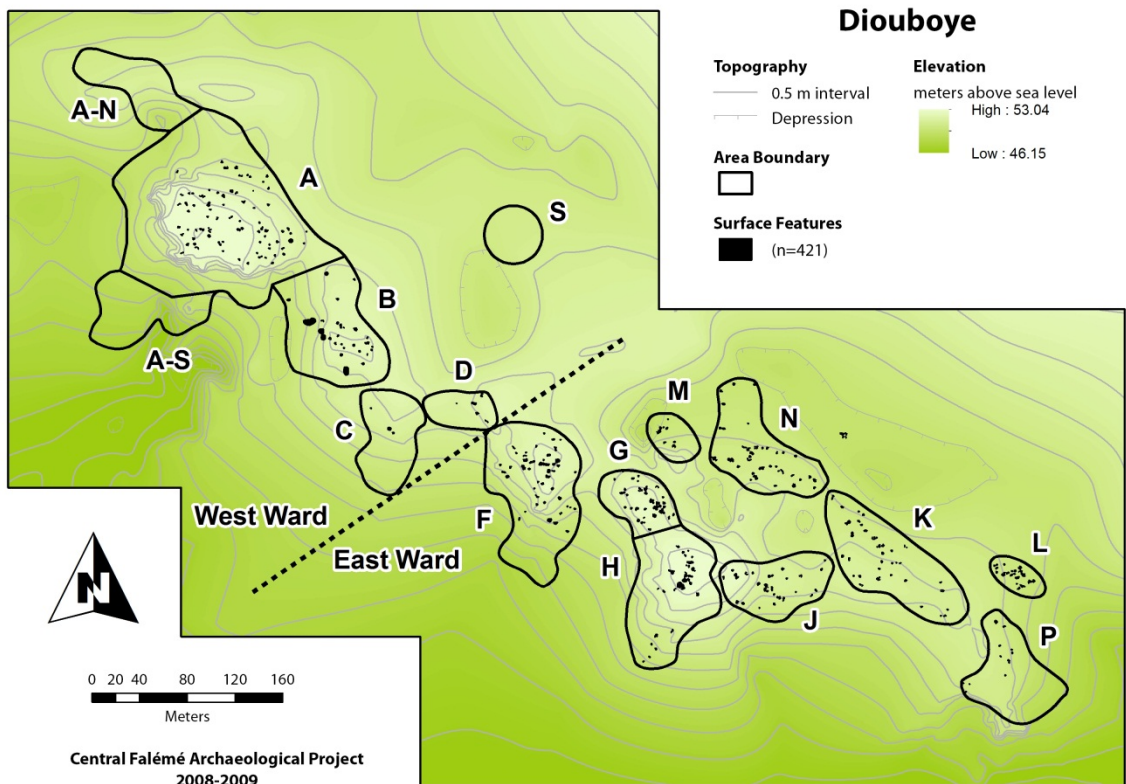 Diouboye
Topography
0.5 m interval
Depression
Elevation
meters above sea level
High : 53.04
Low : 46.15
Area Boundary
Surface Features
(n=421)
A-N
A
S
B
A-S
D
C
M
N
G
F
K
H
L
J
P
West Ward
East Ward
N
0 20 40 80 120 160
Meters
Central Falémé Archaeological Project
2008-2009